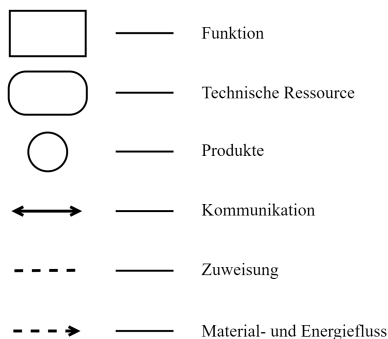 Funktion
Technische Ressource
Produkte
Kommunikation
Zuweisung
Material- und Energiefluss